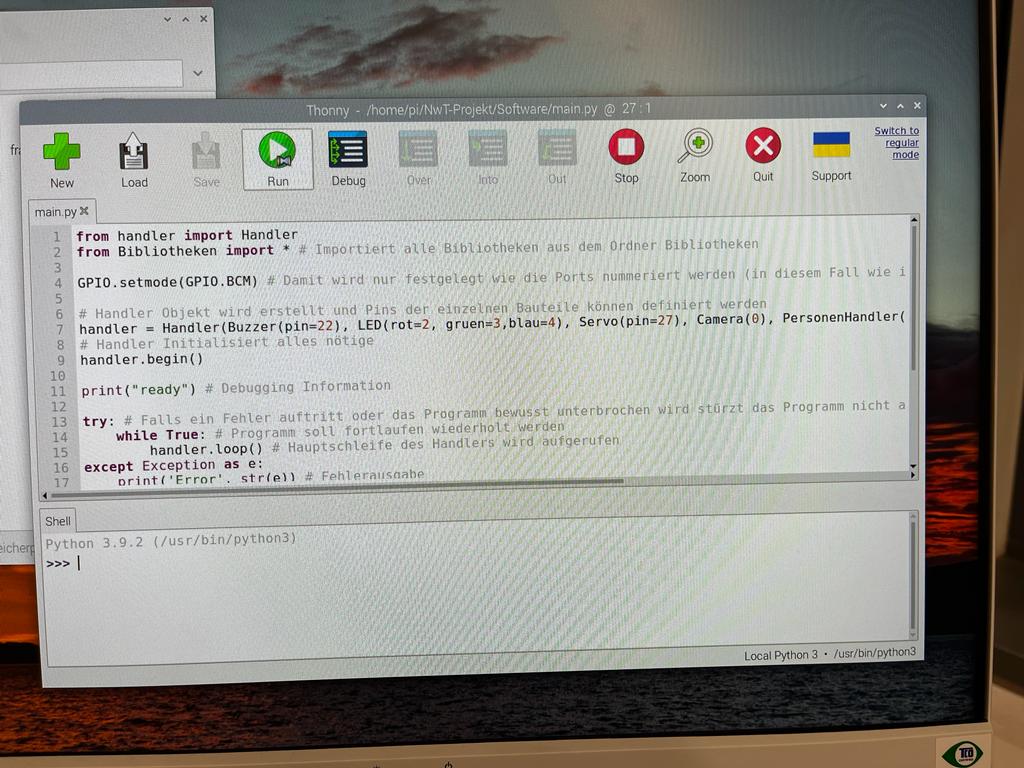 Thonny - /home/pi/NwT-Projekt/Software/main.py @ 27:1
New
Load
Save
Run
Debug
Over
Into
Out
Stop
Zoom
Quit
Support
Switch to
regular
mode
main.py
1 from handler import Handler
2 from Bibliotheken import * # Importiert alle Bibliotheken aus dem Ordner Bibliotheken
3
4 GPIO.setmode(GPIO.BCM) # Damit wird nur festgelegt wie die Ports nummeriert werden (in diesem Fall wie i
5
6 # Handler Objekt wird erstellt und Pins der einzelnen Bauteile können definiert werden
7 handler = Handler(Buzzer(pin=22), LED(rot=2, gruen=3,blau=4), Servo(pin=27), Camera(0), PersonenHandler(
8 # Handler Initialisiert alles nötige
9 handler.begin()
10
11 print("ready") # Debugging Information
12
13 try: # Falls ein Fehler auftritt oder das Programm bewusst unterbrochen wird stürzt das Programm nicht a
14 while True: # Programm soll fortlaufen wiederholt werden
15 handler.loop() # Hauptschleife des Handlers wird aufgerufen
16 except Exception as e:
17 print('Error', str(e)) # Fehlerausgabe
Shell
Python 3.9.2 (/usr/bin/python3)
>>>
Local Python 3 • /usr/bin/python3
fra
eicherp
TCO